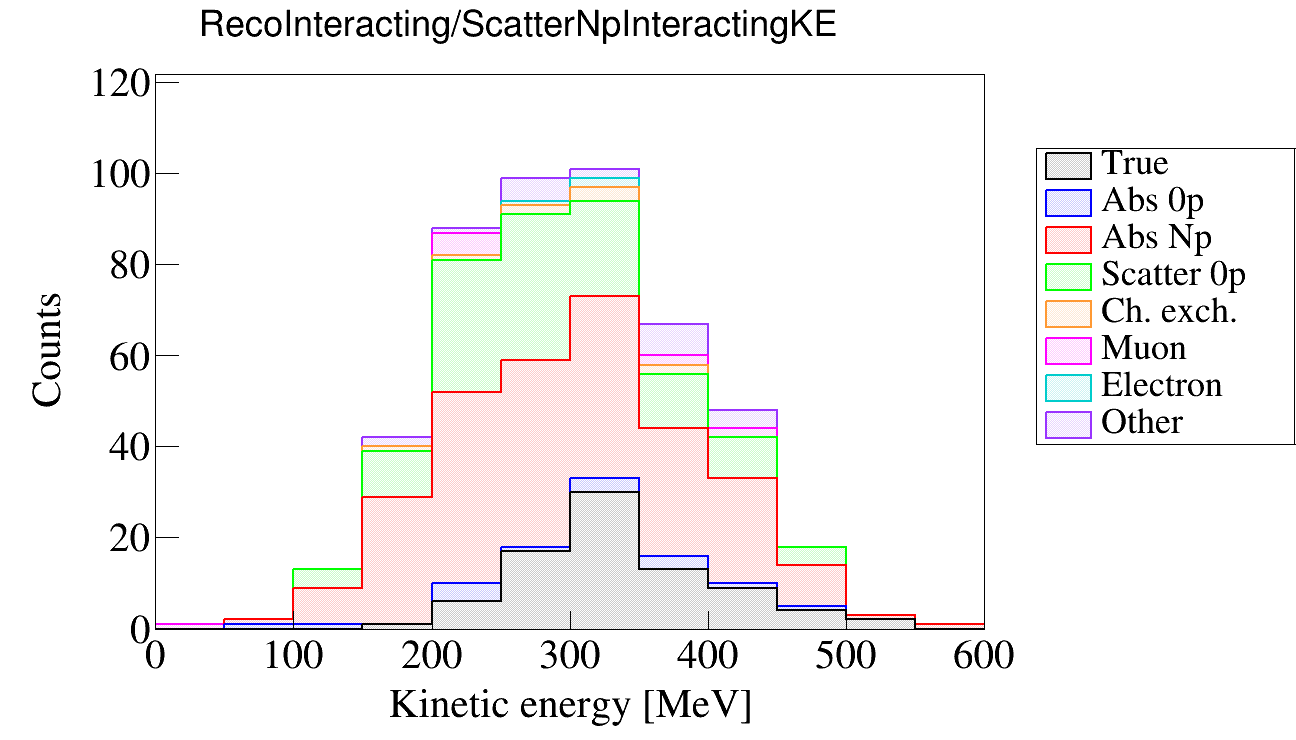 RecoInteracting/ScatterNpInteractingKE
120
100
80
60
40
20
0
Counts
0 100 200 300 400 500 600
Kinetic energy [MeV]
True
Abs 0p
Abs Np
Scatter 0p
Ch. exch.
Muon
Electron
Other